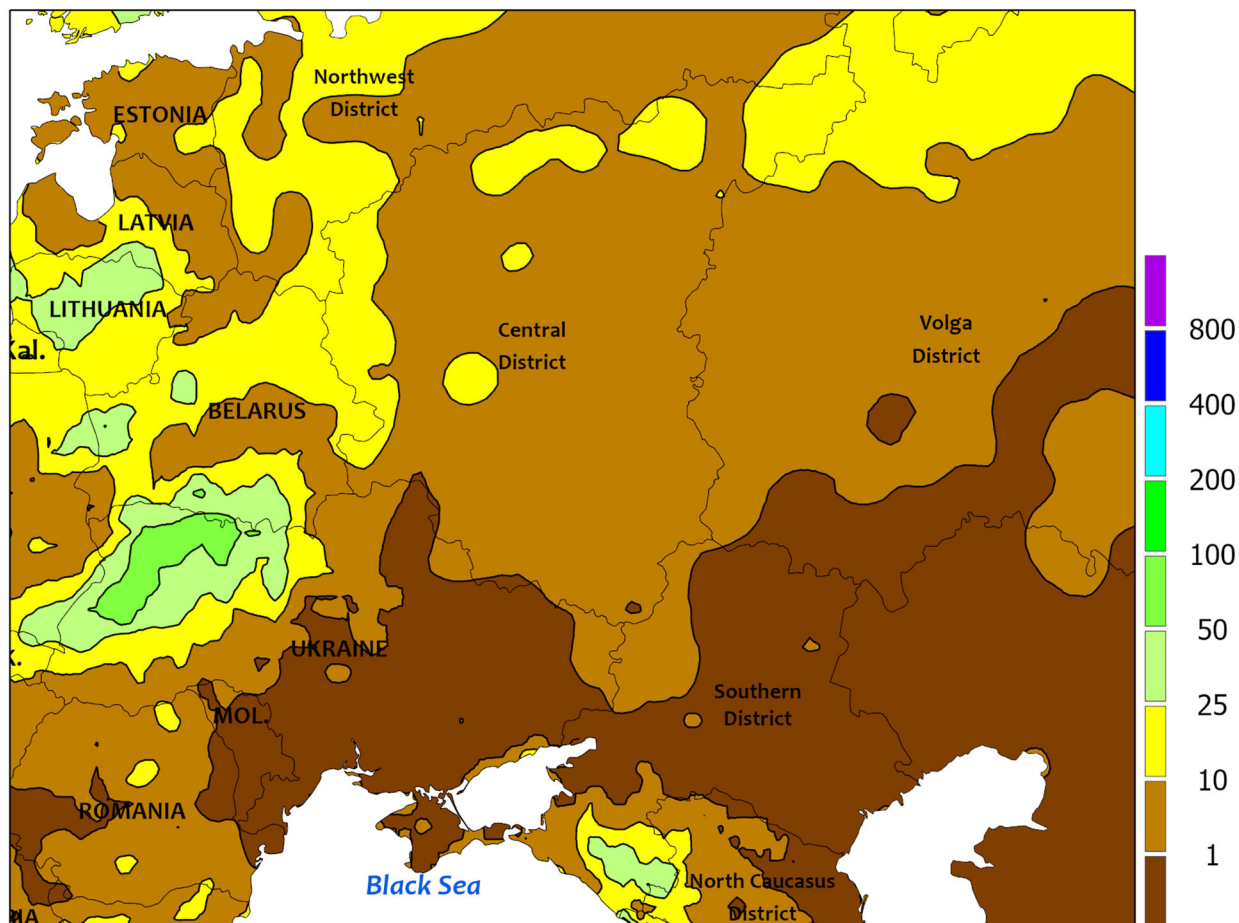 Northwest
District
ESTONIA
LATVIA
LITHUANIA
Kal.
Central
District
Volga
District
BELARUS
UKRAINE
MOL.
Southern
District
ROMANIA
Black Sea
North Caucasus
District
800
400
200
100
50
25
10
1